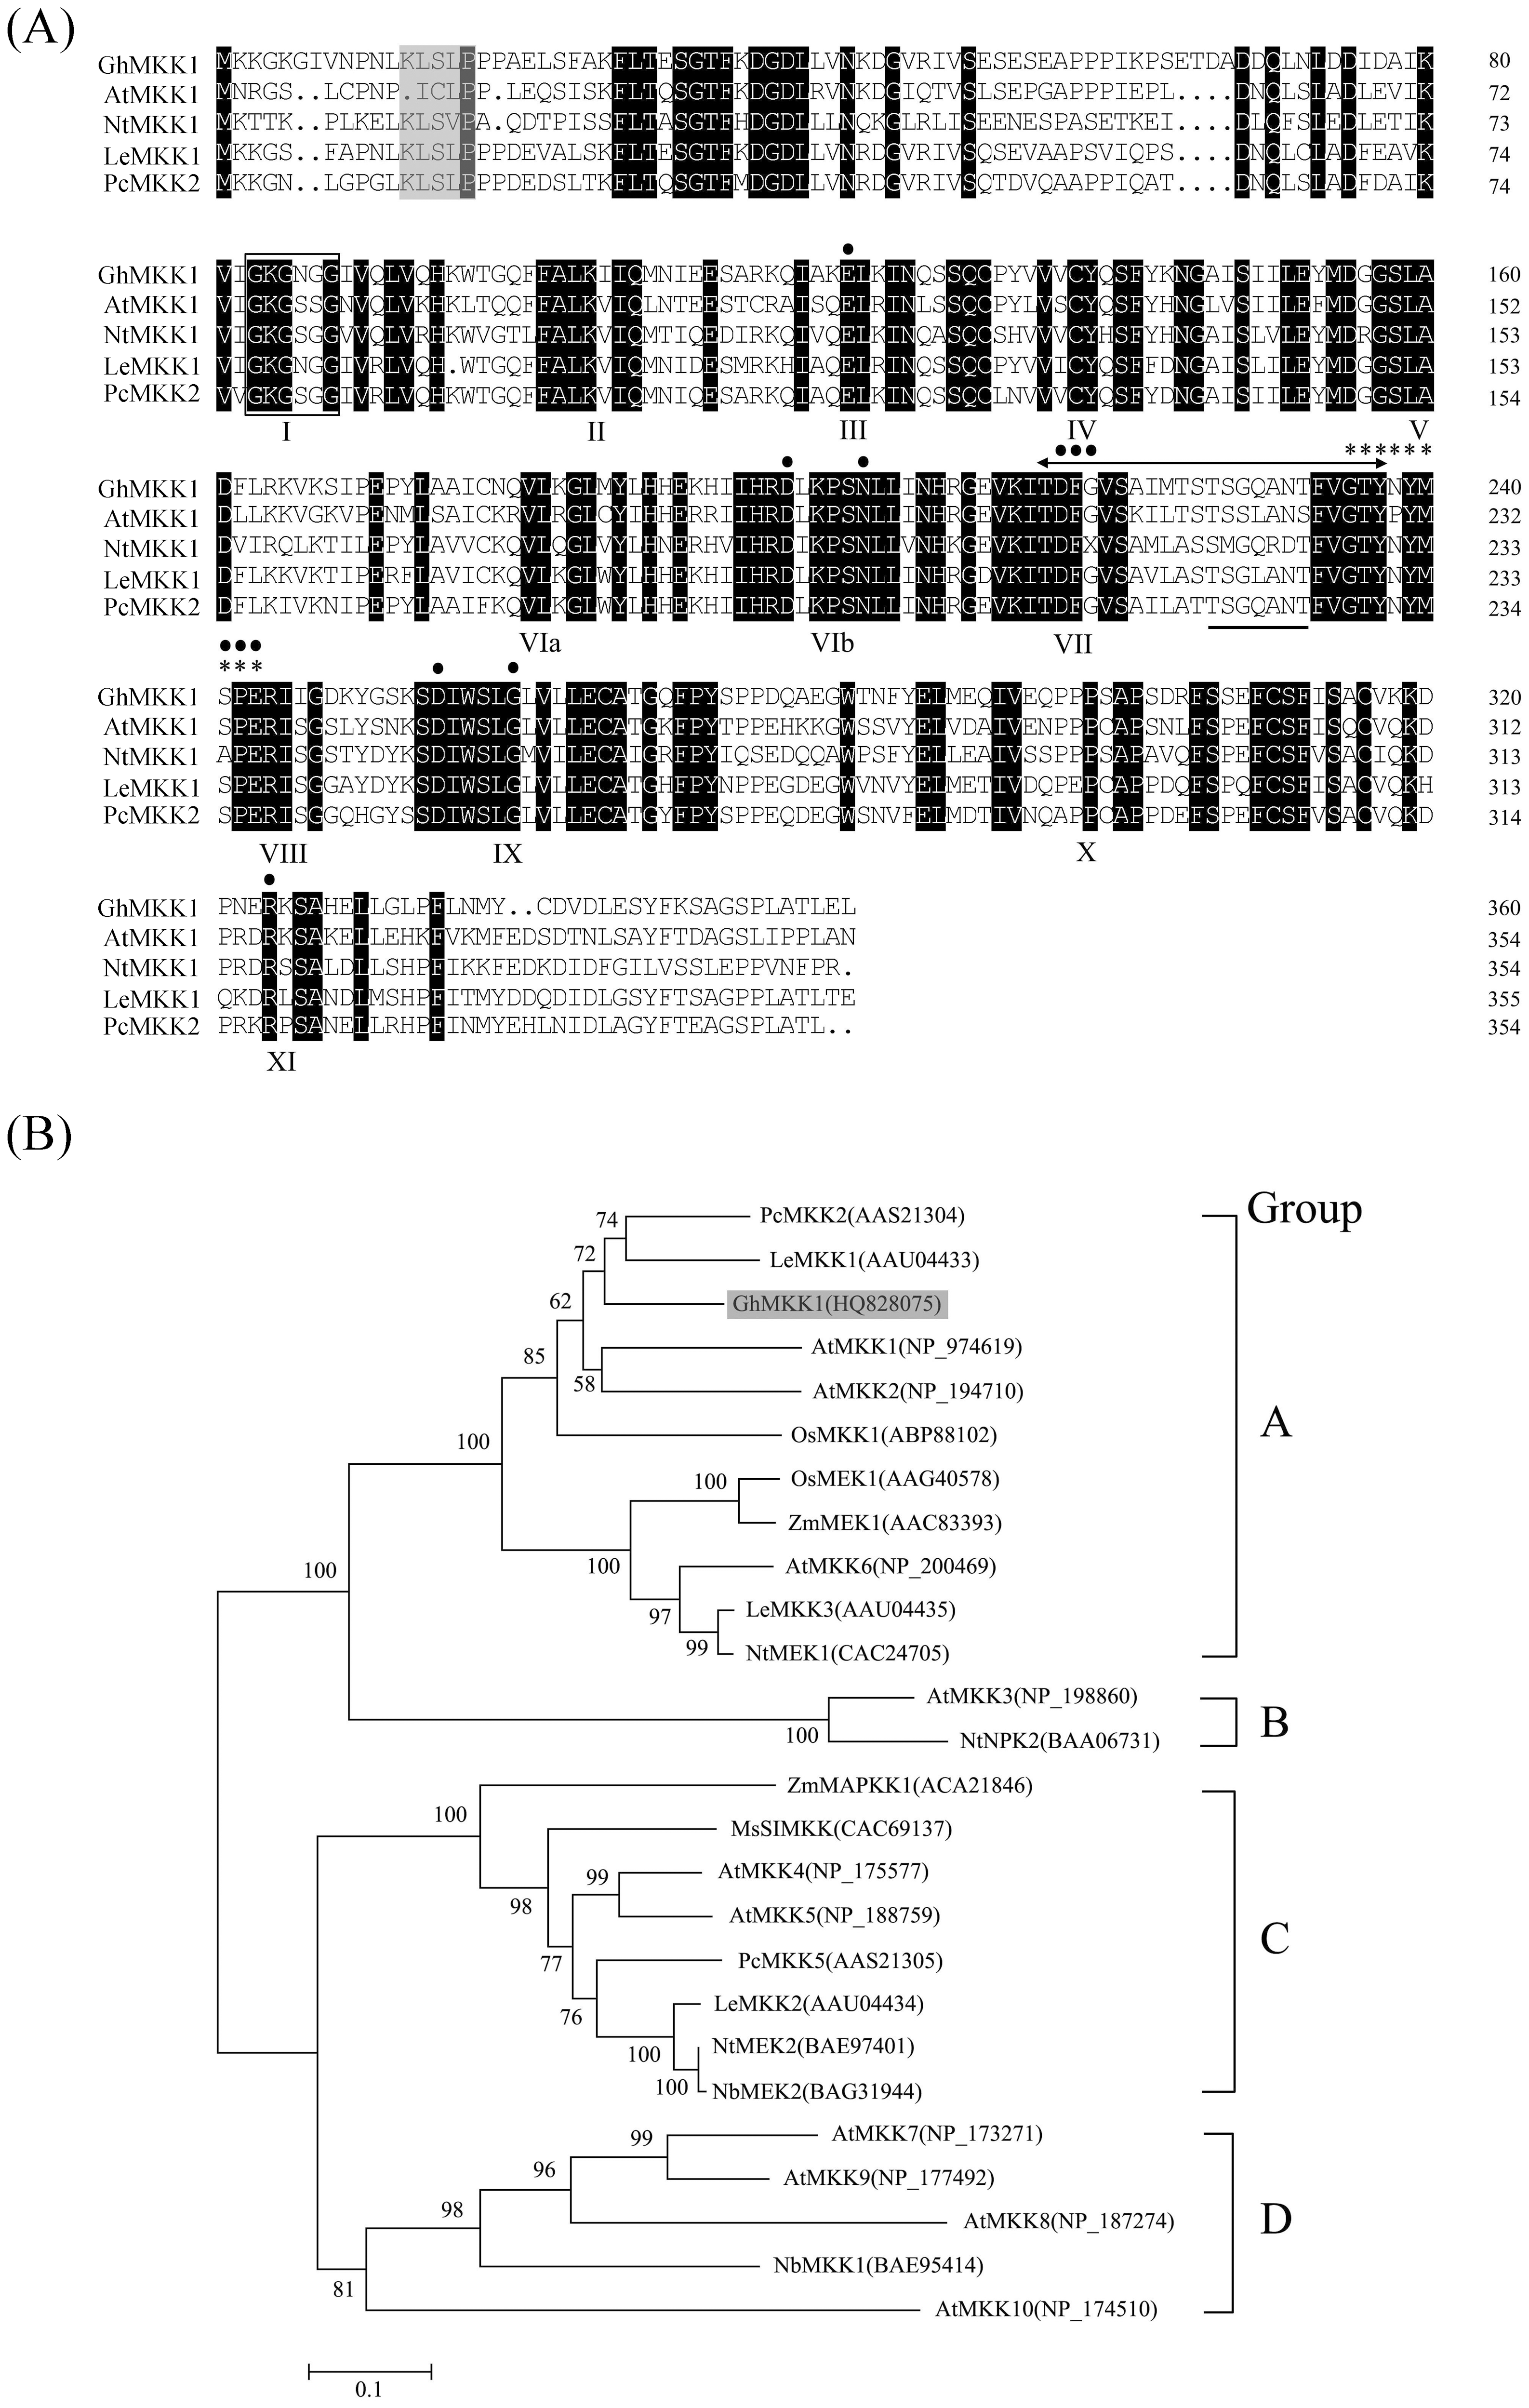 (A)
GhMKK1 MKKGKGIVNPNLKLSLPPPAELSFAKFLTESGTFKDGDLLVNKDGVRIVSESESEAPPPIKPSETDADDQLNLDDIDAIK 80
AtMKK1 MNRGS..LCPNP.ICLPP.LEQSISKFLTQSGTFKDGDLRVNKDGIQTVSLSEPGAPPPIEPL....DNQLSLADLEVIK 72
NtMKK1 MKTTK..PLKELKLSVPA.QDTPISSFLTASGTFHDGDLLLNQKGLRLISEENESPASETKEI....DLQFSLEDLETIK 73
LeMKK1 MKKGS..FAPNLKLSLPPPDEVALSKFLTESGTFKDGDLLVNRDGVRIVSQSEVAAPSVIQPS....DNQLCLADFEAVK 74
PcMKK2 MKKGN..LGPGLKLSLPPPDEDSLTKFLTQSGTFMDGDLLVNRDGVRIVSQTDVQAAPPIQAT....DNQLSLADFDAIK 74
GhMKK1 VIGKGNGGIVQLVQHKWTGQFFALKIIQMNIEESARKQIAKELKINQSSQCPYVVVCYQSFYKNGAISIILEYMDGGSLA 160
AtMKK1 VIGKGSSGNVQLVKHKLTQQFFALKVIQLNTEESTCRAISQELRINLSSQCPYLVSCYQSFYHNGLVSIILEFMDGGSLA 152
NtMKK1 VIGKGSGGVVQLVRHKWVGTLFALKVIQMTIQEDIRKQIVQELKINQASQCSHVVVCYHSFYHNGAISLVLEYMDRGSLA 153
LeMKK1 VIGKGNGGIVRLVQH.WTGQFFALKVIQMNIDESMRKHIAQELRINQSSQCPYVVICYQSFFDNGAISLILEYMDGGSLA 153
PcMKK2 VVGKGSGGIVRLVQHKWTGQFFALKVIQMNIQESARKQIAQELKINQSSQCLNVVVCYQSFYDNGAISIILEYMDGGSLA 154
I II III IV V
******
GhMKK1 DFLRKVKSIPEPYLAAICNQVLKGLMYLHHEKHIIHRDLKPSNLLINHRGEVKITDFGVSAIMTSTSGQANTFVGTYNYM 240
AtMKK1 DLLKKVGKVPENMLSAICKRVLRGLCYIHHERRIIHRDLKPSNLLINHRGEVKITDFGVSKILTSTSSLANSFVGTYPYM 232
NtMKK1 DVIRQLKTILEPYLAVVCKQVLQGLVYLHNERHVIHRDIKPSNLLVNHKGEVKITDFXVSAMLASSMGQRDTFVGTYNYM 233
LeMKK1 DFLKKVKTIPERFLAVICKQVLKGLWYLHHEKHIIHRDLKPSNLLINHRGDVKITDFGVSAVLASTSGLANTFVGTYNYM 233
PcMKK2 DFLKIVKNIPEPYLAAIFKQVLKGLWYLHHEKHIIHRDLKPSNLLINHRGEVKITDFGVSAILATTSGQANTFVGTYNYM 234
VIa VIb VII
***
GhMKK1 SPERIIGDKYGSKSDIWSLGLVLLECATGQFPYSPPDQAEGWTNFYELMEQIVEQPPPSAPSDRFSSEFCSFISACVKKD 320
AtMKK1 SPERISGSLYSNKSDIWSLGLVLLECATGKFPYTPPEHKKGWSSVYELVDAIVENPPPCAPSNLFSPEFCSFISQCVQKD 312
NtMKK1 APERISGSTYDYKSDIWSLGMVILECAIGRFPYIQSEDQQAWPSFYELLEAIVSSPPPSAPAVQFSPEFCSFVSACIQKD 313
LeMKK1 SPERISGGAYDYKSDIWSLGLVLLECATGHFPYNPPEGDEGWVNVYELMETIVDQPEPCAPPDQFSPQFCSFISACVQKH 313
PcMKK2 SPERISGGQHGYSSDIWSLGLVLLECATGYFPYSPPEQDEGWSNVFELMDTIVNQAPPCAPPDEFSPEFCSFVSACVQKD 314
VIII IX X
GhMKK1 PNERKSAHELLGLPFLNMY..CDVDLESYFKSAGSPLATLEL 360
AtMKK1 PRDRKSAKELLEHKFVKMFEDSDTNLSAYFTDAGSLIPPLAN 354
NtMKK1 PRDRSSALDLLSHPFIKKFEDKDIDFGILVSSLEPPVNFPR. 354
LeMKK1 QKDRLSANDLMSHPFITMYDDQDIDLGSYFTSAGPPLATLTE 355
PcMKK2 PRKRPSANELLRHPFINMYEHLNIDLAGYFTEAGSPLATL.. 354
XI
(B)
Group
74 PcMKK2(AAS21304)
72 LeMKK1(AAU04433)
62 GhMKK1(HQ828075)
85 AtMKK1(NP_974619)
58 AtMKK2(NP_194710)
A
100 OsMKK1(ABP88102)
100 OsMEK1(AAG40578)
ZmMEK1(AAC83393)
100 100 AtMKK6(NP_200469)
97 LeMKK3(AAU04435)
99 NtMEK1(CAC24705)
AtMKK3(NP_198860)
B
100 NtNPK2(BAA06731)
ZmMAPKK1(ACA21846)
100 MsSIMKK(CAC69137)
99 AtMKK4(NP_175577)
98 AtMKK5(NP_188759)
C
77 PcMKK5(AAS21305)
76 LeMKK2(AAU04434)
100 NtMEK2(BAE97401)
100 NbMEK2(BAG31944)
99 AtMKK7(NP_173271)
96 AtMKK9(NP_177492)
98 AtMKK8(NP_187274)
D
NbMKK1(BAE95414)
81 AtMKK10(NP_174510)
0.1